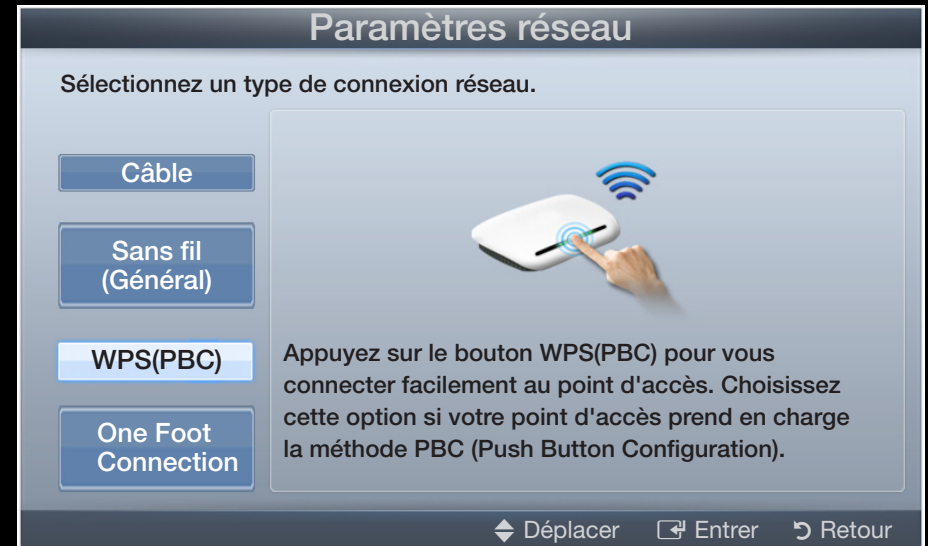 Paramètres réseau
Sélectionnez un type de connexion réseau.
Câble
Sans fil
(Général)
WPS(PBC)
One Foot
Connection
Appuyez sur le bouton WPS(PBC) pour vous
connecter facilement au point d'accès. Choisissez
cette option si votre point d'accès prend en charge
la méthode PBC (Push Button Configuration).
Déplacer Entrer Retour